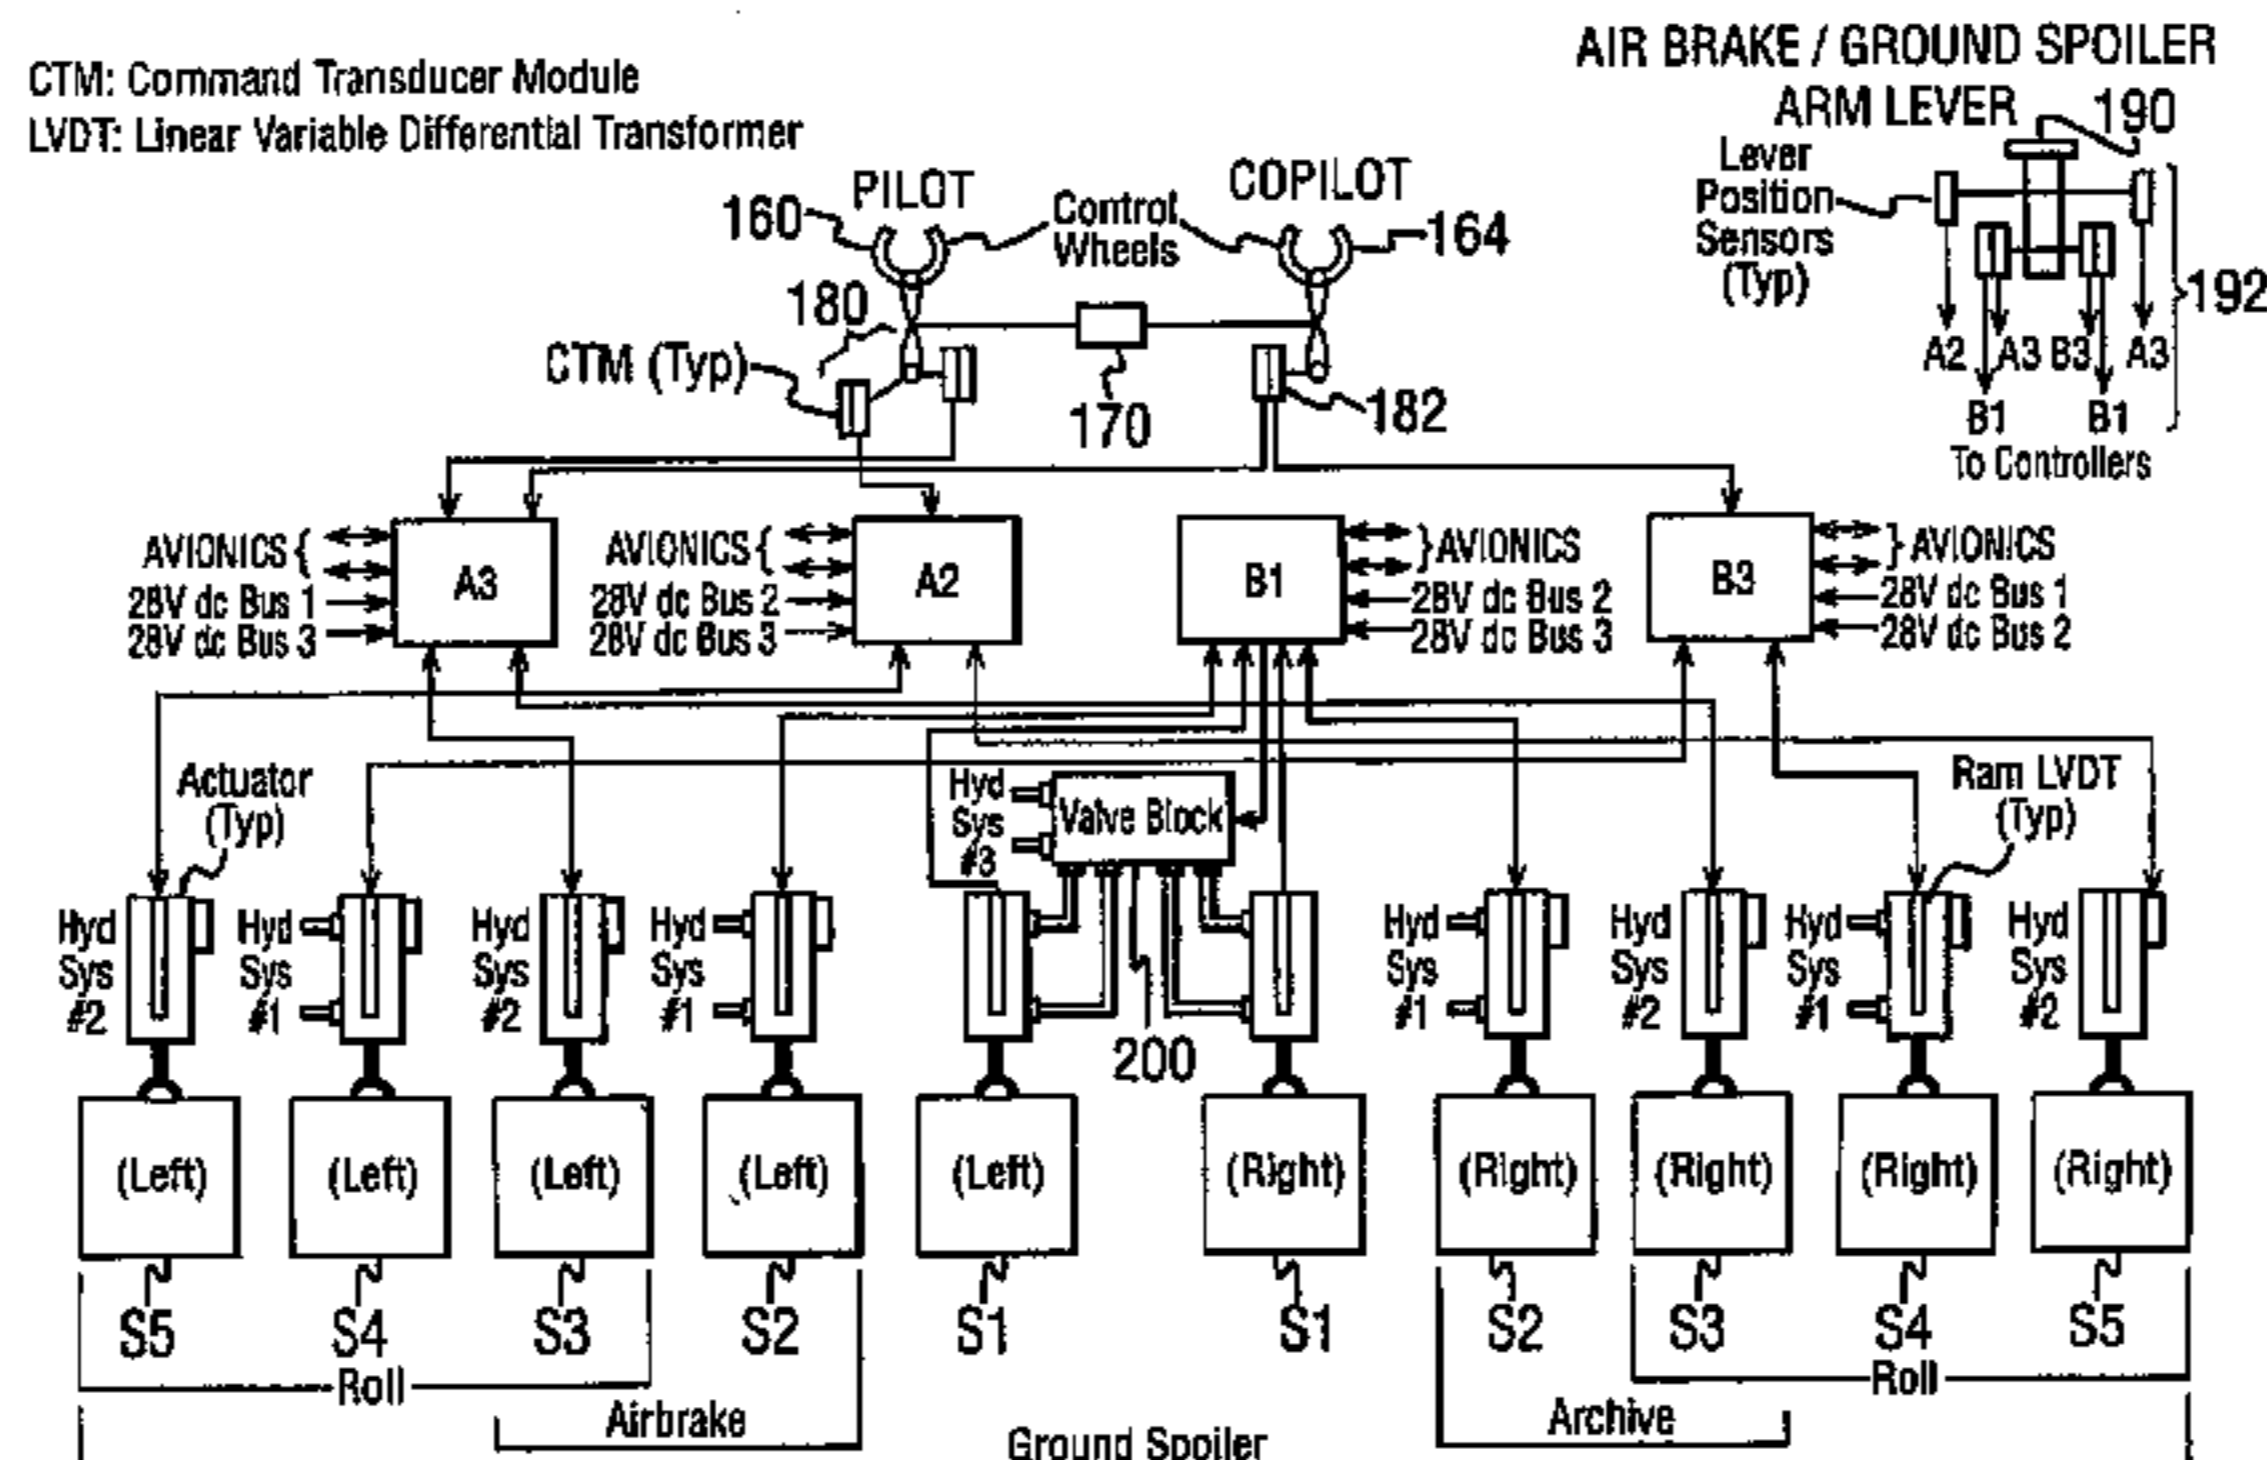 CTM: Command Transducer Module
LVDT: Linear Variable Differential Transformer
AIR BRAKE / GROUND SPOILER
ARM LEVER
190
Lever
Position
Sensors
(Typ)
192
A2
A3
B3
A3
B1
B1
To Controllers
PILOT
COPILOT
160
Control
Wheels
164
180
CTM (Typ)
170
182
AVIONICS {
28V dc Bus 1
28V dc Bus 3
A3
AVIONICS {
28V dc Bus 2
28V dc Bus 3
A2
B1
} AVIONICS
28V dc Bus 2
28V dc Bus 3
B3
} AVIONICS
28V dc Bus 1
28V dc Bus 2
Actuator
(Typ)
Hyd
Sys
#3
Valve Block
Ram LVDT
(Typ)
Hyd
Sys
#2
Hyd
Sys
#1
Hyd
Sys
#2
Hyd
Sys
#1
200
Hyd
Sys
#1
Hyd
Sys
#2
Hyd
Sys
#1
Hyd
Sys
#2
(Left)
(Left)
(Left)
(Left)
(Left)
(Right)
(Right)
(Right)
(Right)
(Right)
S5
S4
S3
S2
S1
S1
S2
S3
S4
S5
Roll
Roll
Airbrake
Archive
Ground Spoiler